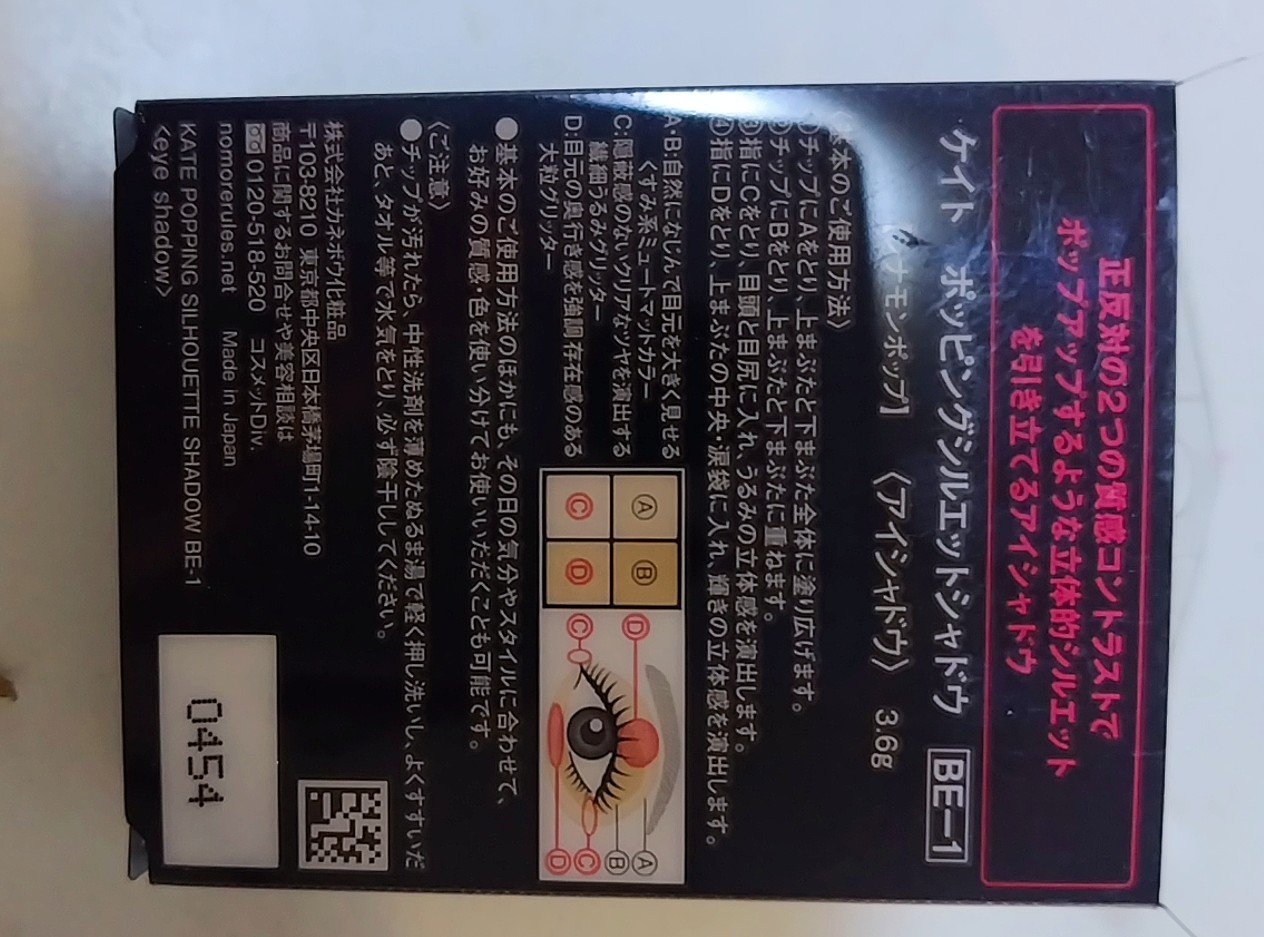 正反対の2つの質感コントラストで
ポップアップするような立体的シルエット
を引き立てるアイシャドウ
ケイト ポッピングシルエットシャドウ BE-1
ナモンポップ】 〈アイシャドウ〉 3.6g
本のご使用方法〉
チップにAをとり、上まぶたと下まぶた全体に塗り広げます。
チップにBをとり、上まぶたと下まぶたに重ねます。
③指にCをとり、目頭と目尻に入れ、うるみの立体感を演出します。
④指にDをとり、上まぶたの中央・涙袋に入れ、輝きの立体感を演出します。
A・B:自然になじんで目元を大きく見せる
くすみ系ミュートマットカラー
C:隠蔽感のないクリアなツヤを演出する
繊細うるみグリッター
D:目元の奥行き感を強調 存在感のある
大粒グリッター
A B
C D
D A
C B
C
D
●基本のご使用方法のほかにも、その日の気分やスタイルに合わせて、
お好みの質感・色を使い分けてお使いいただくことも可能です。
〈ご注意〉
●チップが汚れたら、中性洗剤を薄めたぬるま湯で軽く押し洗いし、よくすすいだ
あと、タオル等で水気をとり、必ず陰干ししてください。
株式会社カネボウ化粧品
〒103-8210 東京都中央区日本橋茅場町1-14-10
商品に関するお問合せや美容相談は
0120-518-520 コスメットDiv.
nomorerules.net Made in Japan
KATE POPPING SILHOUETTE SHADOW BE-1
<eye shadow>
0454